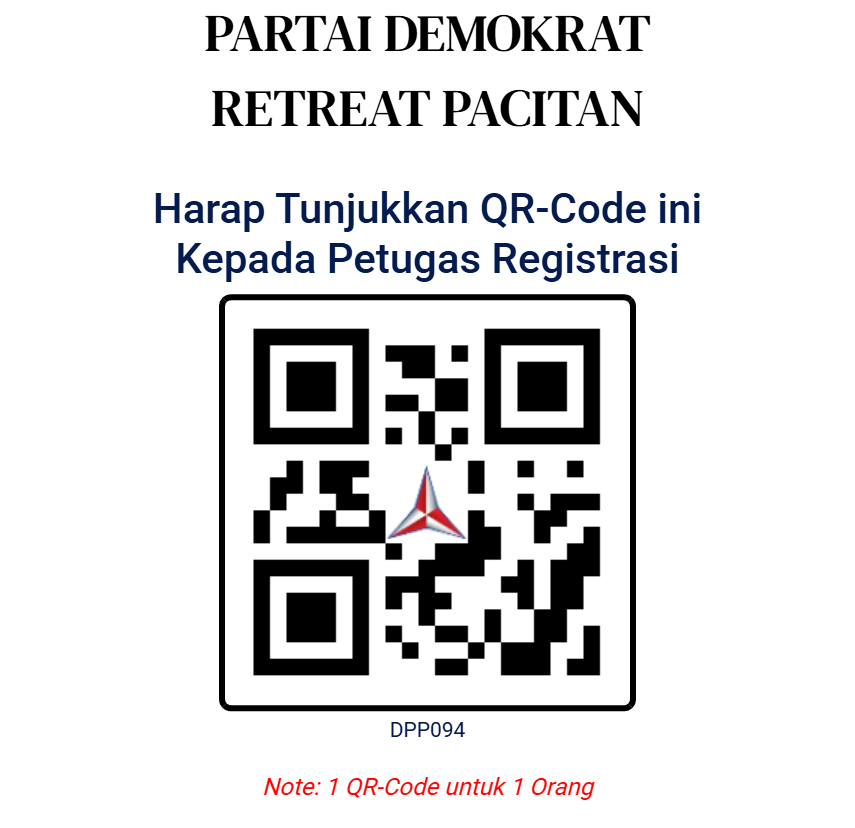 PARTAI DEMOKRAT
RETREAT PACITAN
Harap Tunjukkan QR-Code ini
Kepada Petugas Registrasi
DPP094
Note: 1 QR-Code untuk 1 Orang